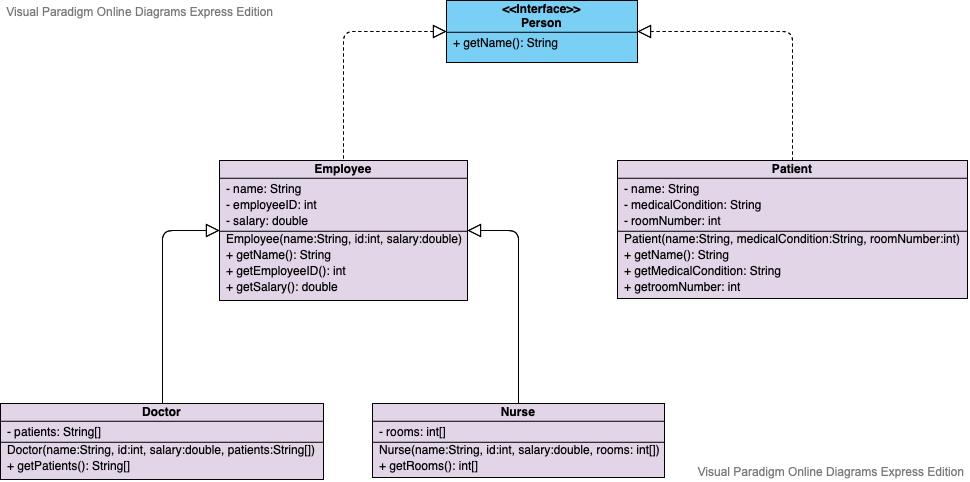 Visual Paradigm Online Diagrams Express Edition
<<Interface>>
Person
+ getName(): String
Employee
- name: String
- employeeID: int
- salary: double
Employee(name:String, id:int, salary:double)
+ getName(): String
+ getEmployeeID(): int
+ getSalary(): double
Patient
- name: String
- medicalCondition: String
- roomNumber: int
Patient(name:String, medicalCondition:String, roomNumber:int)
+ getName(): String
+ getMedicalCondition: String
+ getroomNumber: int
Doctor
- patients: String[]
Doctor(name:String, id:int, salary:double, patients:String[])
+ getPatients(): String[]
Nurse
- rooms: int[]
Nurse(name:String, id:int, salary:double, rooms: int[])
+ getRooms(): int[]
Visual Paradigm Online Diagrams Express Edition